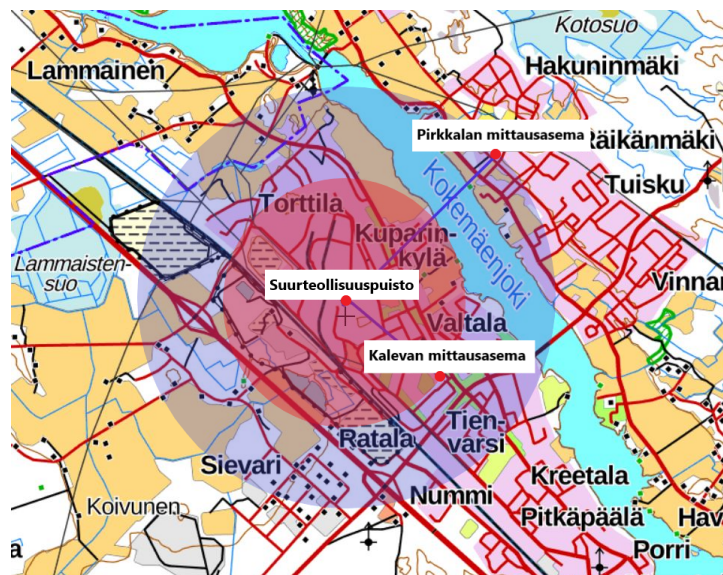 Kotosuo
Lammainen
Hakuninmäki
Pirkkalan mittausasema
Räikänmäki
Tuisku
Torttila
Kokemäenjoki
Kuparin-
kylä
Lammaisten-
suo
Suurteollisuuspuisto
Vinnar
Valtala
Kalevan mittausasema
Tien-
varsi
Ratala
Sievari
Kreetala
Koivunen
Nummi
Pitkäpäälä
Hav
a
Porri